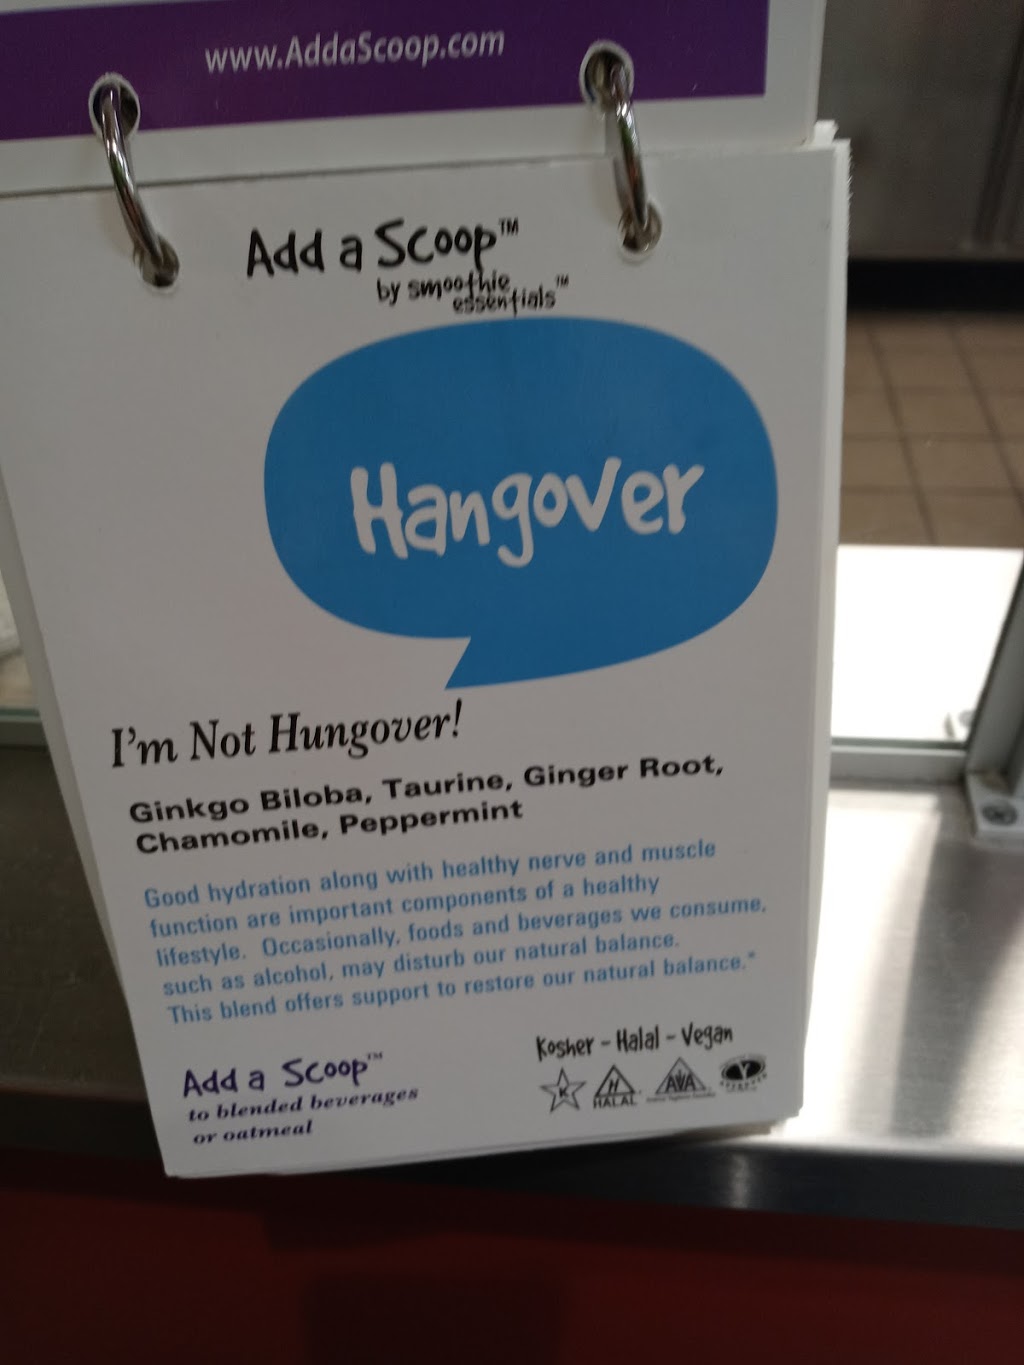 www.AddaScoop.com
Add a Scoop™
by smoothie
essentials™
Hangover
I'm Not Hungover!
Ginkgo Biloba, Taurine, Ginger Root,
Chamomile, Peppermint
Good hydration along with healthy nerve and muscle
function are important components of a healthy
lifestyle. Occasionally, foods and beverages we consume,
such as alcohol, may disturb our natural balance.
This blend offers support to restore our natural balance.*
Add a Scoop™
to blended beverages
or oatmeal
Kosher - Halal - Vegan
K
H
HALAL
AVA
V